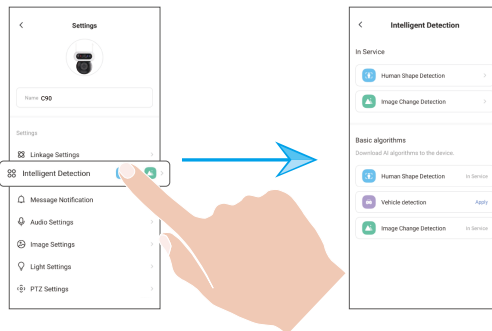 Settings
Name C90
Settings
Linkage Settings
Intelligent Detection
Message Notification
Audio Settings
Image Settings
Light Settings
PTZ Settings
Intelligent Detection
In Service
Human Shape Detection
Image Change Detection
Basic algorithms
Download AI algorithms to the device.
Human Shape Detection In Service
Vehicle detection Apply
Image Change Detection In Service